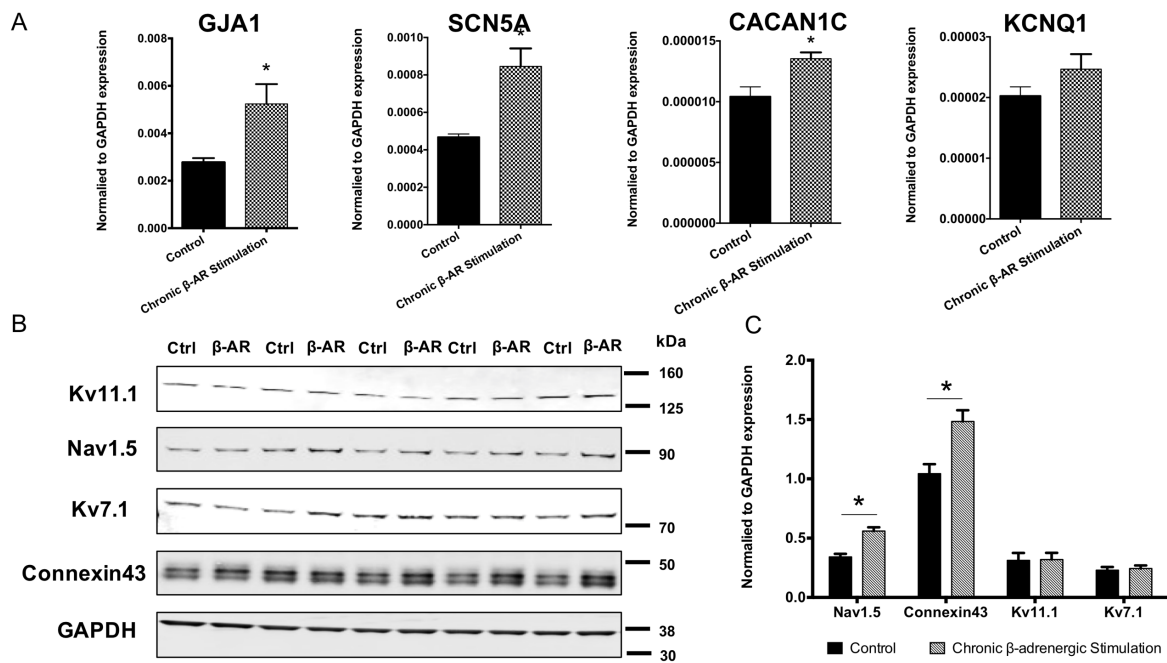 A
GJA1
Normalied to GAPDH expression
0.008
0.006
0.004
0.002
0.000
*
Control
Chronic β-AR Stimulation
SCN5A
Normalied to GAPDH expression
0.0010
0.0008
0.0006
0.0004
0.0002
0.0000
*
Control
Chronic β-AR Stimulation
CACAN1C
Normalied to GAPDH expression
0.000015
0.000010
0.000005
0.000000
*
Control
Chronic β-AR Stimulation
KCNQ1
Normalied to GAPDH expression
0.00003
0.00002
0.00001
0.00000
Control
Chronic β-AR Stimulation
B
Ctrl β-AR Ctrl β-AR Ctrl β-AR Ctrl β-AR Ctrl β-AR kDa
Kv11.1
160
125
Nav1.5
90
Kv7.1
70
Connexin43
50
GAPDH
38
30
C
Normalied to GAPDH expression
2.0
1.5
1.0
0.5
0.0
*
*
Nav1.5 Connexin43 Kv11.1 Kv7.1
Control Chronic β-adrenergic Stimulation